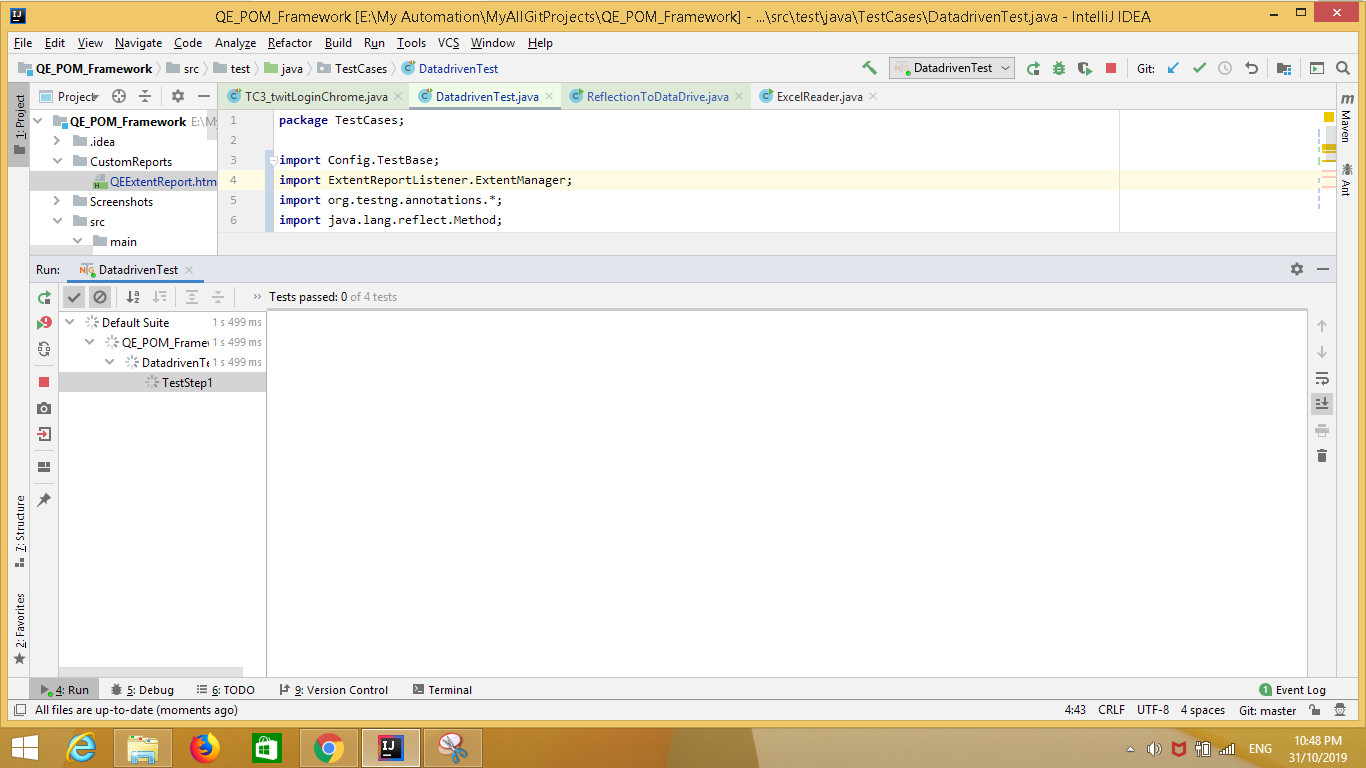 QE_POM_Framework [E:\My Automation\MyAllGitProjects\QE_POM_Framework] - ...\src\test\java\TestCases\DatadrivenTest.java - IntelliJ IDEA
File Edit View Navigate Code Analyze Refactor Build Run Tools VCS Window Help
QE_POM_Framework src test java TestCases DatadrivenTest
DatadrivenTest Git:
1: Project
Project
TC3_twitLoginChrome.java DatadrivenTest.java ReflectionToDataDrive.java ExcelReader.java
QE_POM_Framework E:\M
.idea
CustomReports
QEExtentReport.htm
Screenshots
src
main
1 package TestCases;
2
3 import Config.TestBase;
4 import ExtentReportListener.ExtentManager;
5 import org.testng.annotations.*;
6 import java.lang.reflect.Method;
Maven
Ant
Run: DatadrivenTest
Tests passed: 0 of 4 tests
Default Suite 1 s 499 ms
QE_POM_Frame 1 s 499 ms
DatadrivenTe 1 s 499 ms
TestStep1
7: Structure
2: Favorites
4: Run 5: Debug 6: TODO 9: Version Control Terminal 1 Event Log
All files are up-to-date (moments ago) 4:43 CRLF UTF-8 4 spaces Git: master
ENG
10:48 PM
31/10/2019